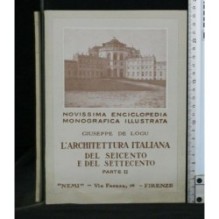 NOVISSIMA ENCICLOPEDIA
MONOGRAFICA ILLUSTRATA
GIUSEPPE DE LOGU
L'ARCHITETTURA ITALIANA
DEL SEICENTO
E DEL SETTECENTO
PARTE II
"NEMI" - Via Faenza, - FIRENZE